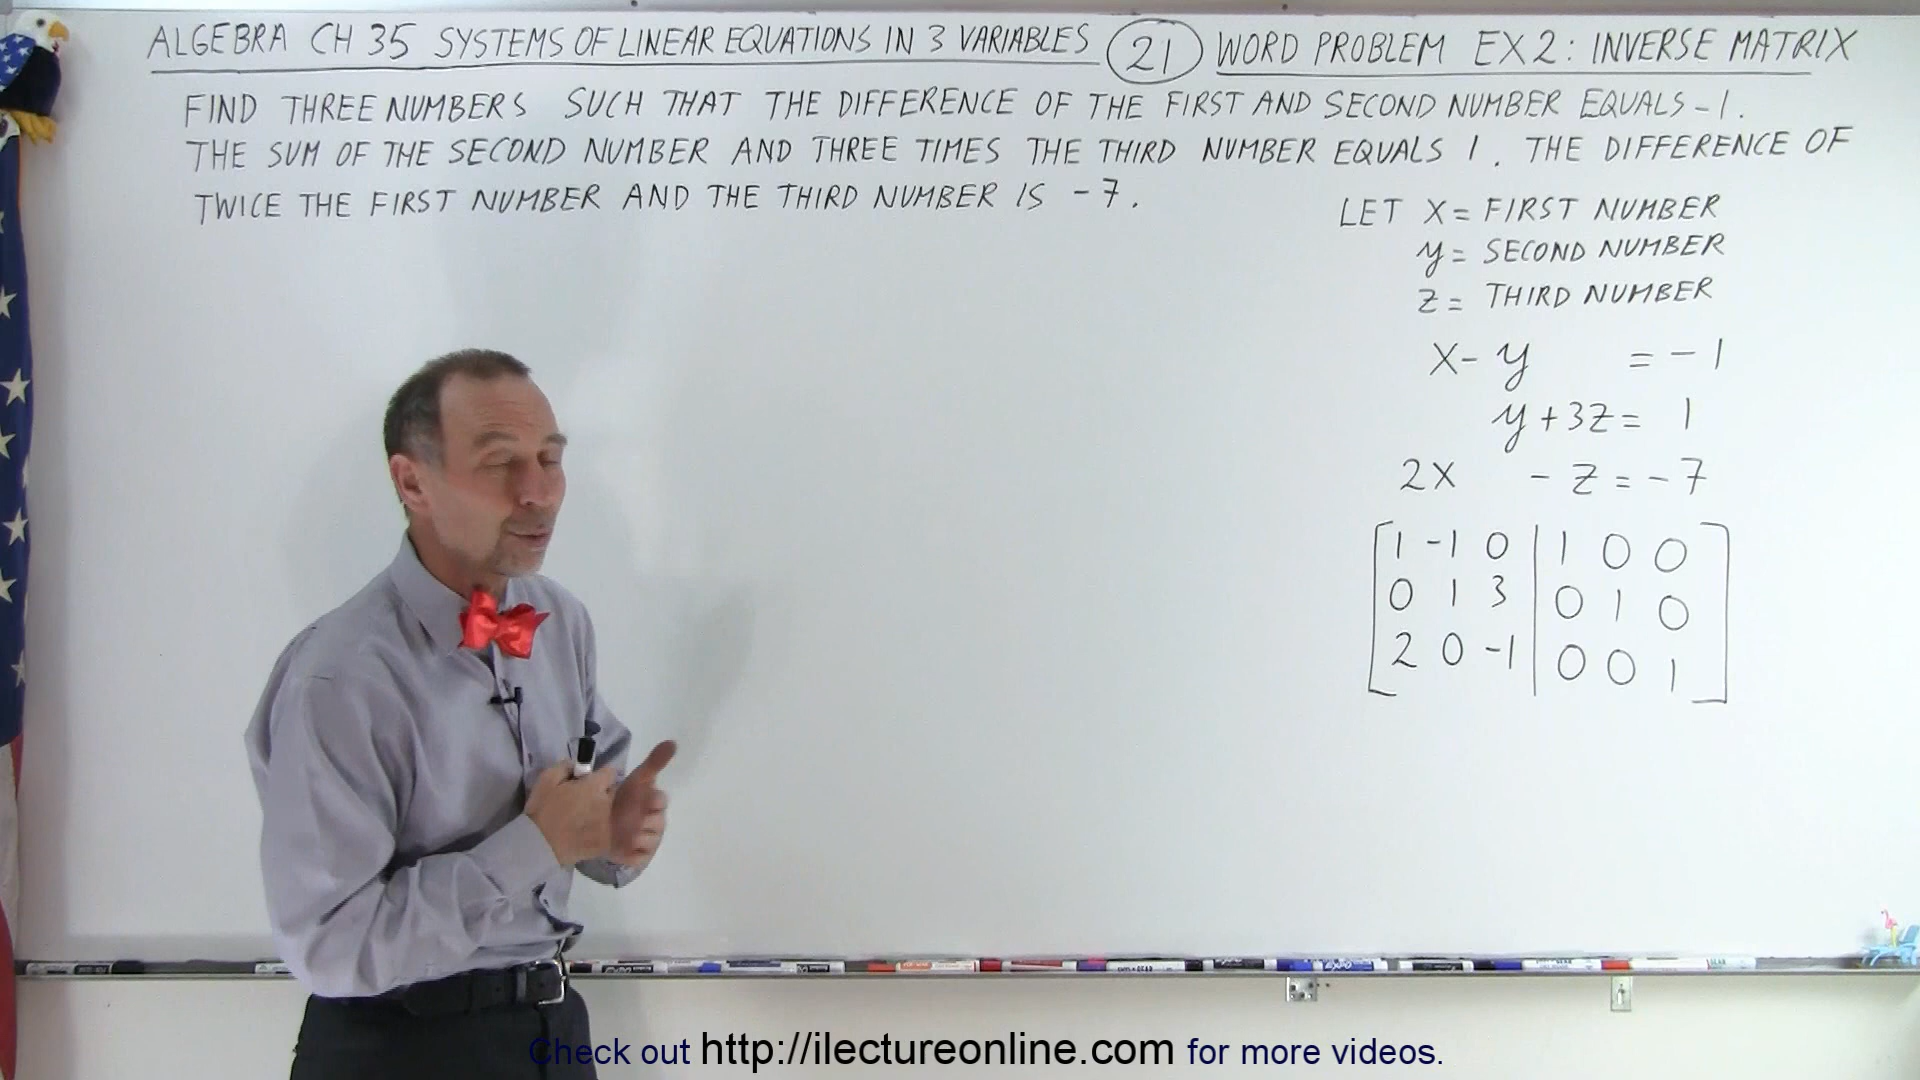 ALGEBRA CH 35 SYSTEMS OF LINEAR EQUATIONS IN 3 VARIABLES 21 WORD PROBLEM EX 2: INVERSE MATRIX
FIND THREE NUMBERS SUCH THAT THE DIFFERENCE OF THE FIRST AND SECOND NUMBER EQUALS -1.
THE SUM OF THE SECOND NUMBER AND THREE TIMES THE THIRD NUMBER EQUALS 1. THE DIFFERENCE OF
TWICE THE FIRST NUMBER AND THE THIRD NUMBER IS -7.
LET X = FIRST NUMBER
y = SECOND NUMBER
z = THIRD NUMBER
X - y = -1
y + 3z = 1
2X - z = -7
1 -1 0 | 1 0 0
0 1 3 | 0 1 0
2 0 -1 | 0 0 1
Check out http://ilectureonline.com for more videos.